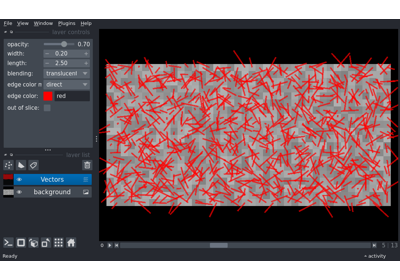 File View Window Plugins Help
layer controls
opacity: 0.70
width: 0.20
length: 2.50
blending: translucent
edge color m direct
edge color: red
out of slice:
layer list
Vectors
background
0 5 13
Ready activity